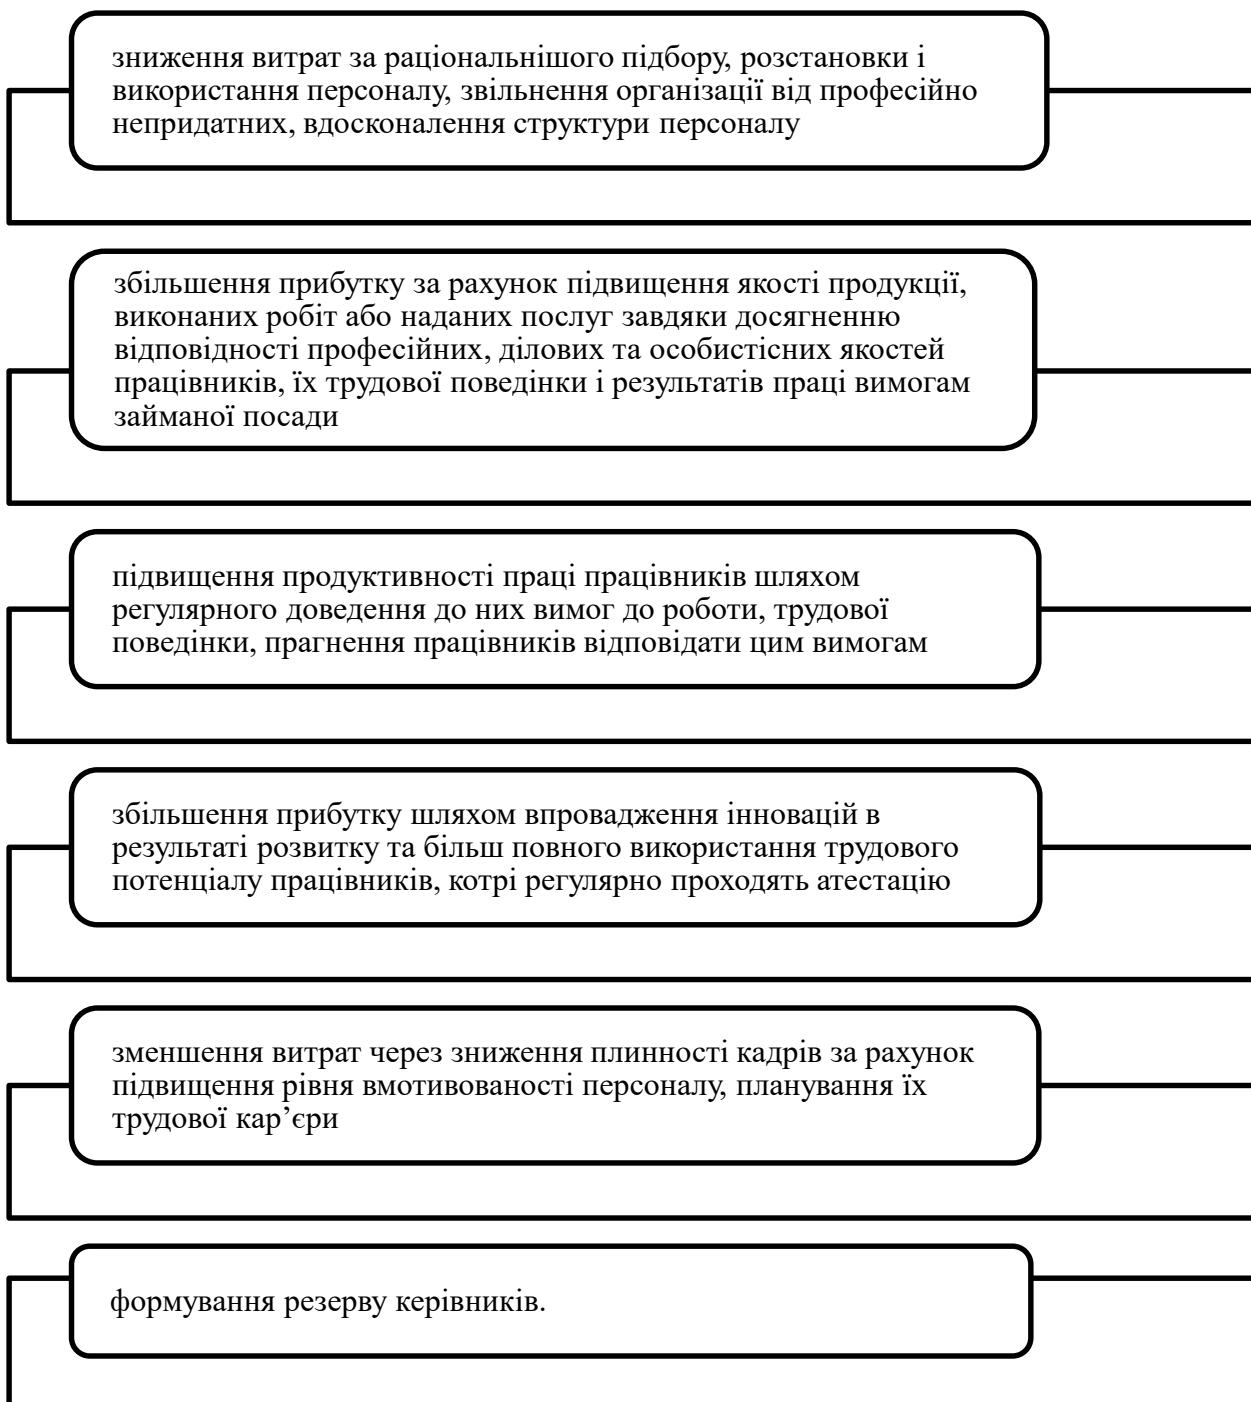 зниження витрат за раціональнішого підбору, розстановки і
використання персоналу, звільнення організації від професійно
непридатних, вдосконалення структури персоналу
збільшення прибутку за рахунок підвищення якості продукції,
виконаних робіт або наданих послуг завдяки досягненню
відповідності професійних, ділових та особистісних якостей
працівників, їх трудової поведінки і результатів праці вимогам
займаної посади
підвищення продуктивності праці працівників шляхом
регулярного доведення до них вимог до роботи, трудової
поведінки, прагнення працівників відповідати цим вимогам
збільшення прибутку шляхом впровадження інновацій в
результаті розвитку та більш повного використання трудового
потенціалу працівників, котрі регулярно проходять атестацію
зменшення витрат через зниження плинності кадрів за рахунок
підвищення рівня вмотивованості персоналу, планування їх
трудової кар’єри
формування резерву керівників.